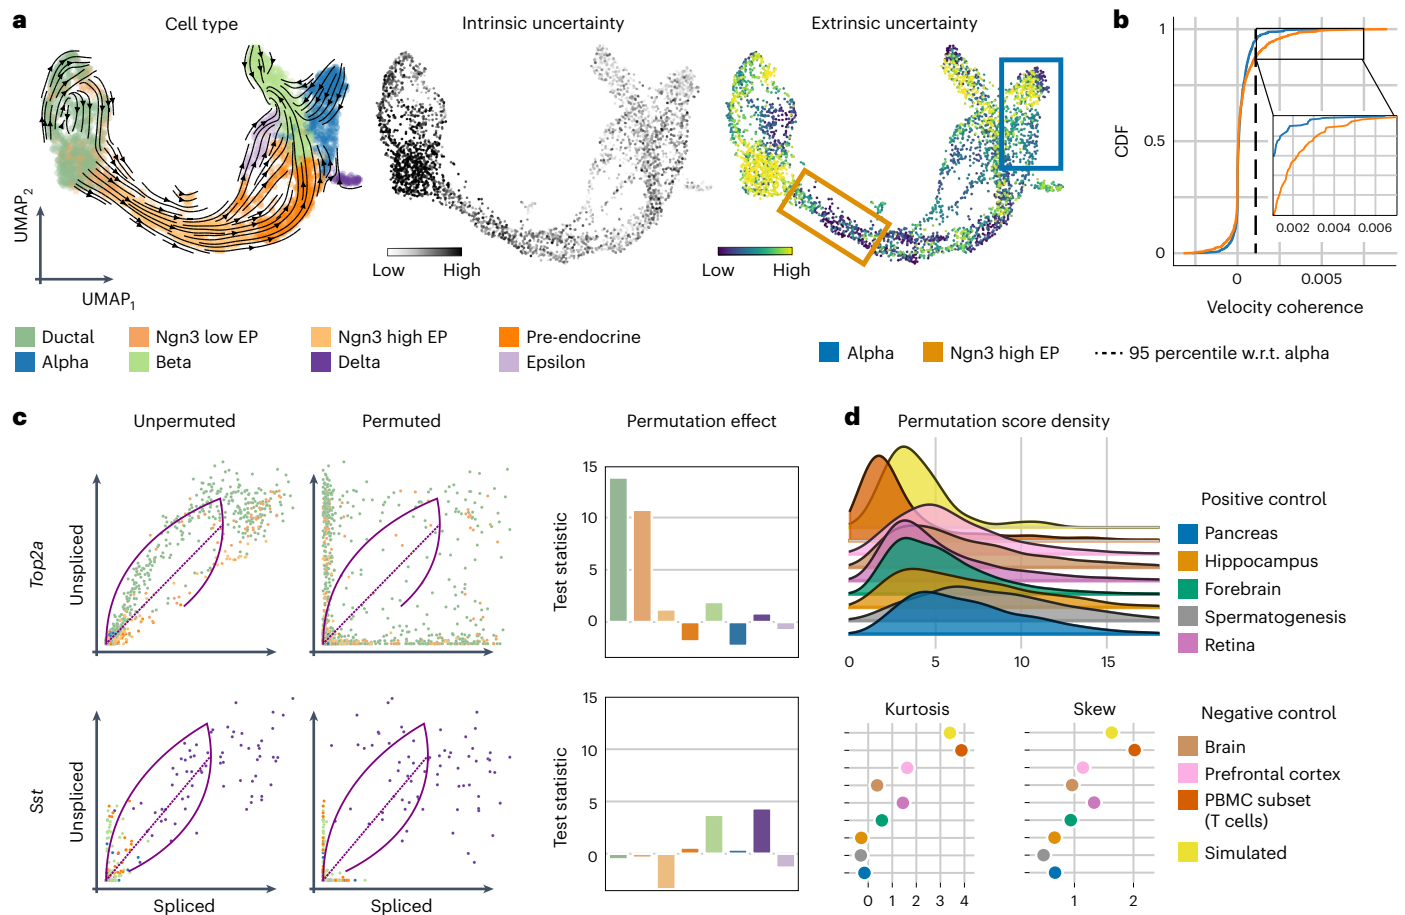 a
Cell type
Intrinsic uncertainty
Extrinsic uncertainty
UMAP2
UMAP1
Low
High
Low
High
Ductal
Ngn3 low EP
Ngn3 high EP
Pre-endocrine
Alpha
Beta
Delta
Epsilon
b
CDF
1
0.5
0
0.002 0.004 0.006
0
0.005
Velocity coherence
Alpha
Ngn3 high EP
95 percentile w.r.t. alpha
c
Unpermuted
Permuted
Permutation effect
Top2a
Unspliced
Test statistic
15
10
5
0
Sst
Unspliced
Spliced
Spliced
Test statistic
15
10
5
0
d
Permutation score density
0
5
10
15
Positive control
Pancreas
Hippocampus
Forebrain
Spermatogenesis
Retina
Kurtosis
Skew
0 1 2 3 4
1 2
Negative control
Brain
Prefrontal cortex
PBMC subset
(T cells)
Simulated